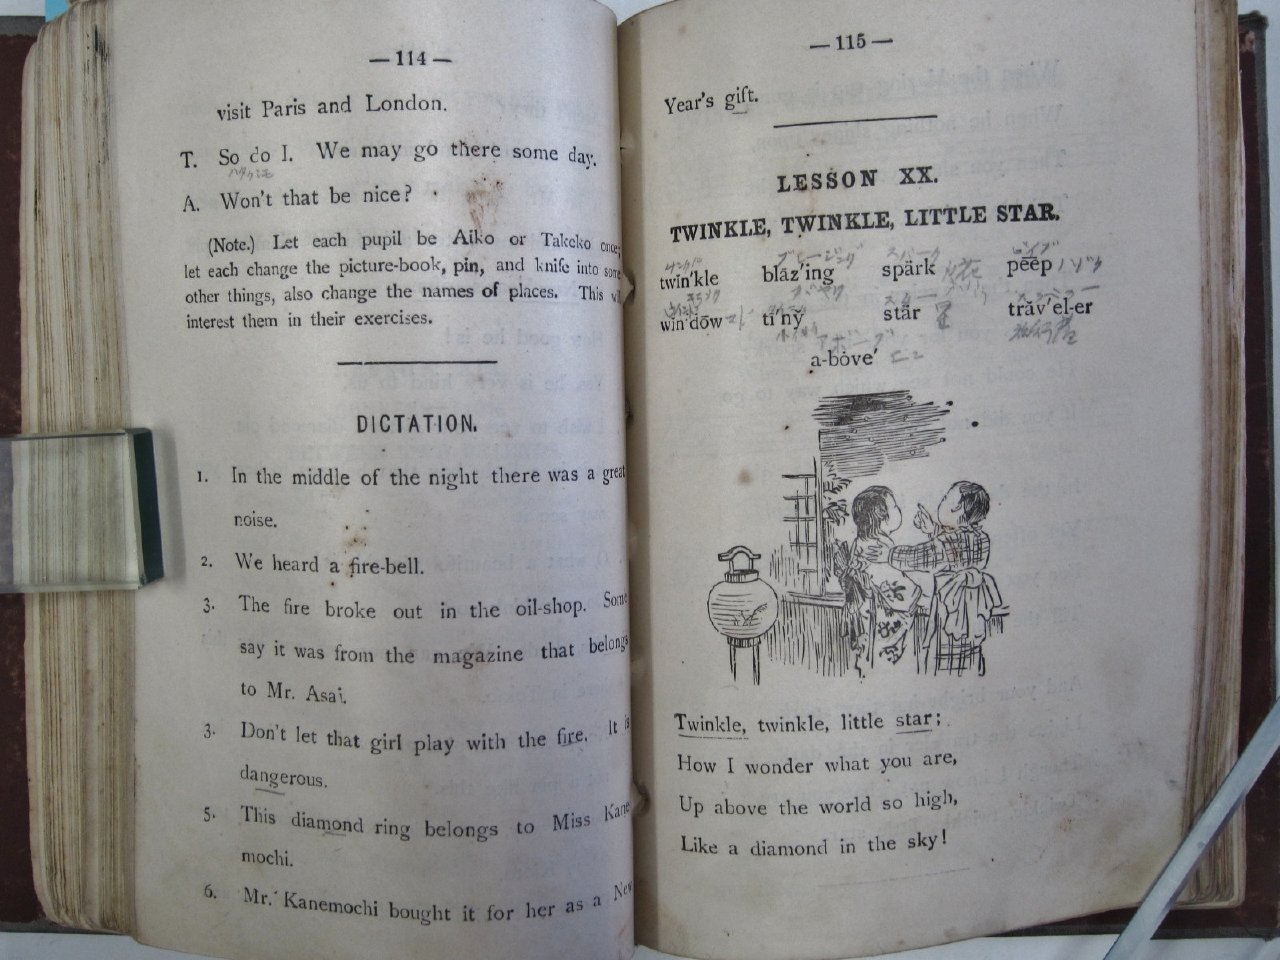 — 114 —
visit Paris and London.
T. So do I. We may go there some day.
A. Won't that be nice?
(Note.) Let each pupil be Aiko or Takeko once;
let each change the picture-book, pin, and knife into some
other things, also change the names of places. This will
interest them in their exercises.
DICTATION.
1. In the middle of the night there was a great
noise.
2. We heard a fire-bell.
3. The fire broke out in the oil-shop. Some
say it was from the magazine that belongs
to Mr. Asai.
3. Don't let that girl play with the fire. It is
dangerous.
5. This diamond ring belongs to Miss Kane
mochi.
6. Mr. Kanemochi bought it for her as a New
— 115 —
Year's gift.
LESSON XX.
TWINKLE, TWINKLE, LITTLE STAR.
twin'kle blāz'ing spärk pēep
win'dōw tī'ny̆ stär trăv'el-er
a-bȯve'
Twinkle, twinkle, little star;
How I wonder what you are,
Up above the world so high,
Like a diamond in the sky!